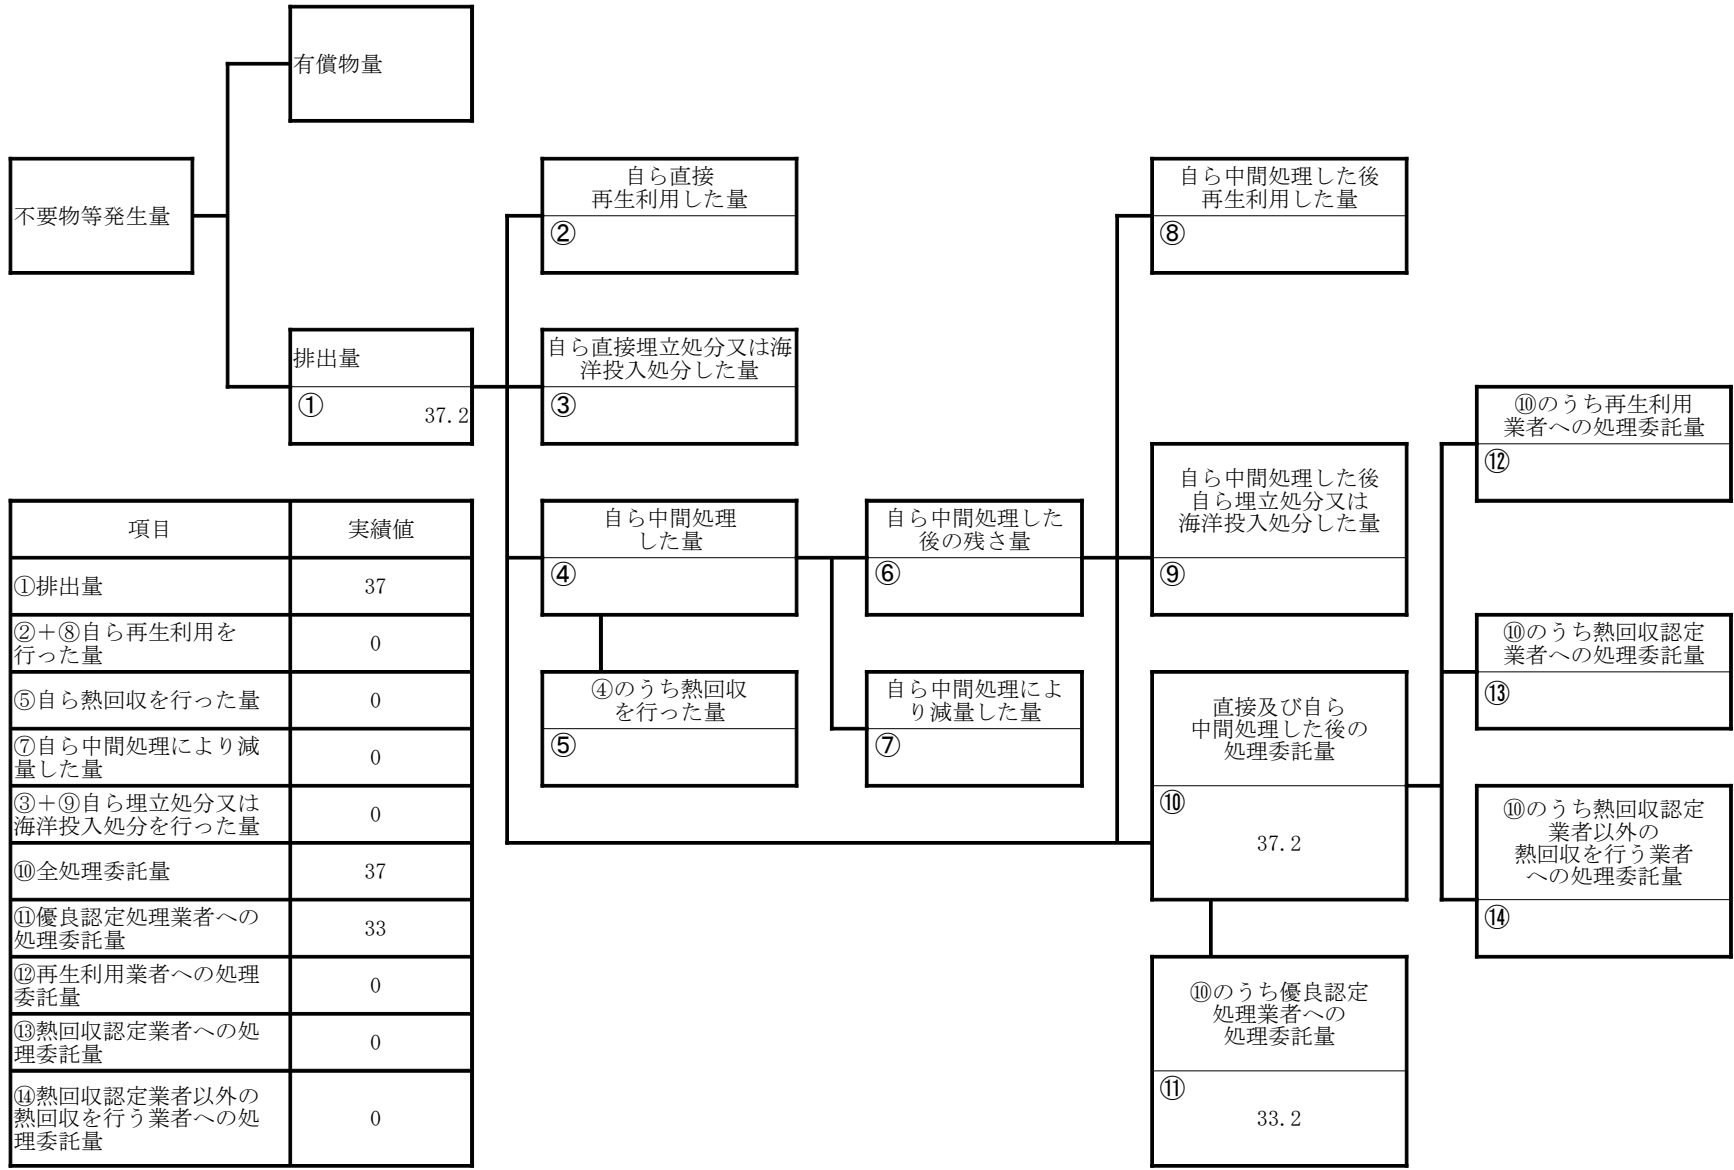 有償物量
不要物等発生量
排出量
①
37.2
自ら直接
再生利用した量
②
自ら直接埋立処分又は海
洋投入処分した量
③
自ら中間処理
した量
④
④のうち熱回収
を行った量
⑤
自ら中間処理した
後の残さ量
⑥
自ら中間処理によ
り減量した量
⑦
自ら中間処理した後
再生利用した量
⑧
自ら中間処理した後
自ら埋立処分又は
海洋投入処分した量
⑨
直接及び自ら
中間処理した後の
処理委託量
⑩
37.2
⑩のうち優良認定
処理業者への
処理委託量
⑪
33.2
⑩のうち再生利用
業者への処理委託量
⑫
⑩のうち熱回収認定
業者への処理委託量
⑬
⑩のうち熱回収認定
業者以外の
熱回収を行う業者
への処理委託量
⑭
項目 実績値
①排出量 37
②+⑧自ら再生利用を
行った量 0
⑤自ら熱回収を行った量 0
⑦自ら中間処理により減
量した量 0
③+⑨自ら埋立処分又は
海洋投入処分を行った量 0
⑩全処理委託量 37
⑪優良認定処理業者への
処理委託量 33
⑫再生利用業者への処理
委託量 0
⑬熱回収認定業者への処
理委託量 0
⑭熱回収認定業者以外の
熱回収を行う業者への処
理委託量 0